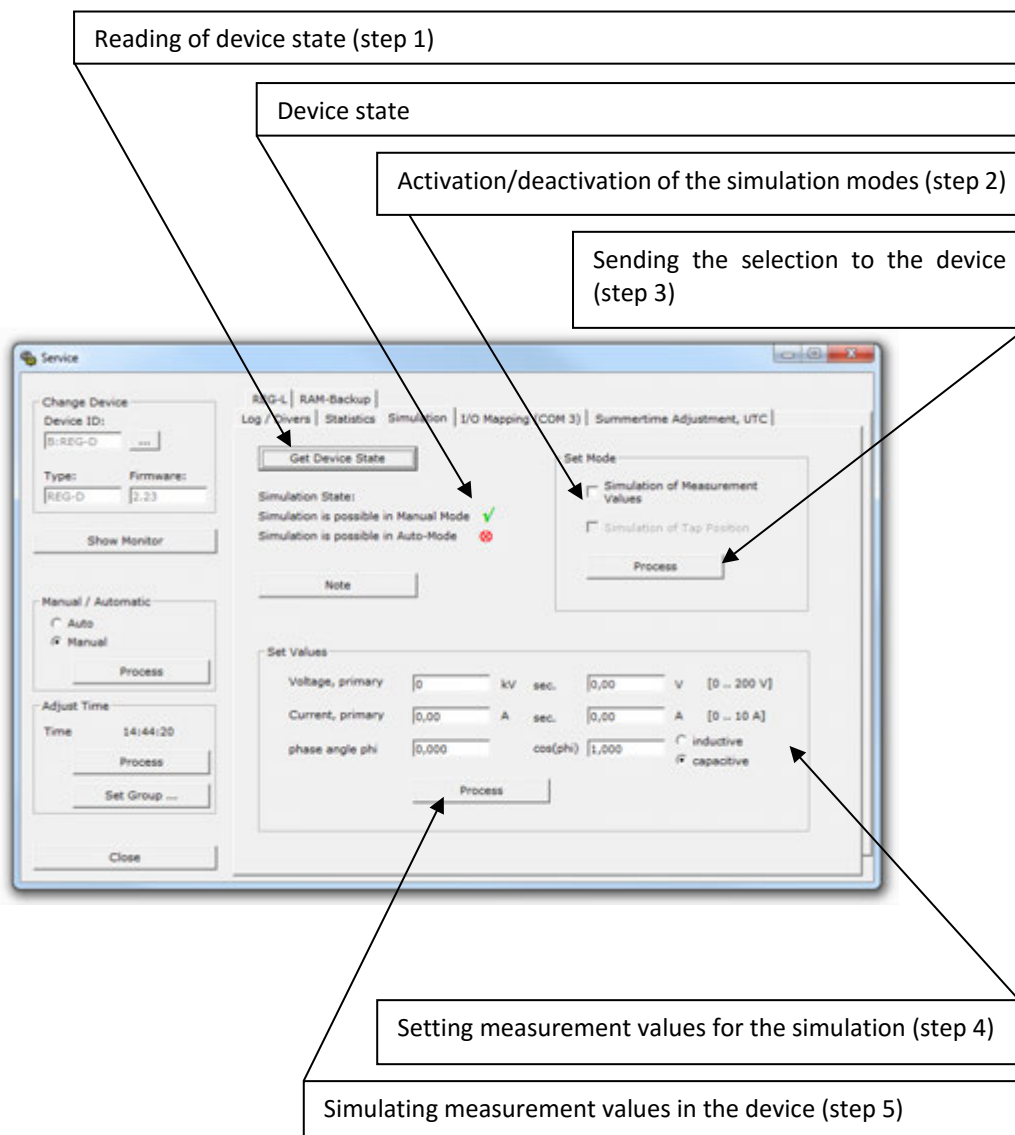 Reading of device state (step 1)
Device state
Activation/deactivation of the simulation modes (step 2)
Sending the selection to the device
(step 3)
Service
Change Device
Device ID:
B:REG-D
...
Type: Firmware:
REG-D 2.23
Show Monitor
Manual / Automatic
Auto
Manual
Process
Adjust Time
Time 14:44:20
Process
Set Group ...
Close
REG-L RAM-Backup
Log / Divers Statistics Simulation I/O Mapping (COM 3) Summertime Adjustment, UTC
Get Device State
Simulation State:
Simulation is possible in Manual Mode √
Simulation is possible in Auto-Mode
Note
Set Mode
Simulation of Measurement
Values
Simulation of Tap Position
Process
Set Values
Voltage, primary 0 kV sec. 0,00 V [0 .. 200 V]
Current, primary 0,00 A sec. 0,00 A [0 .. 10 A]
phase angle phi 0,000 cos(phi) 1,000
inductive
capacitive
Process
Setting measurement values for the simulation (step 4)
Simulating measurement values in the device (step 5)